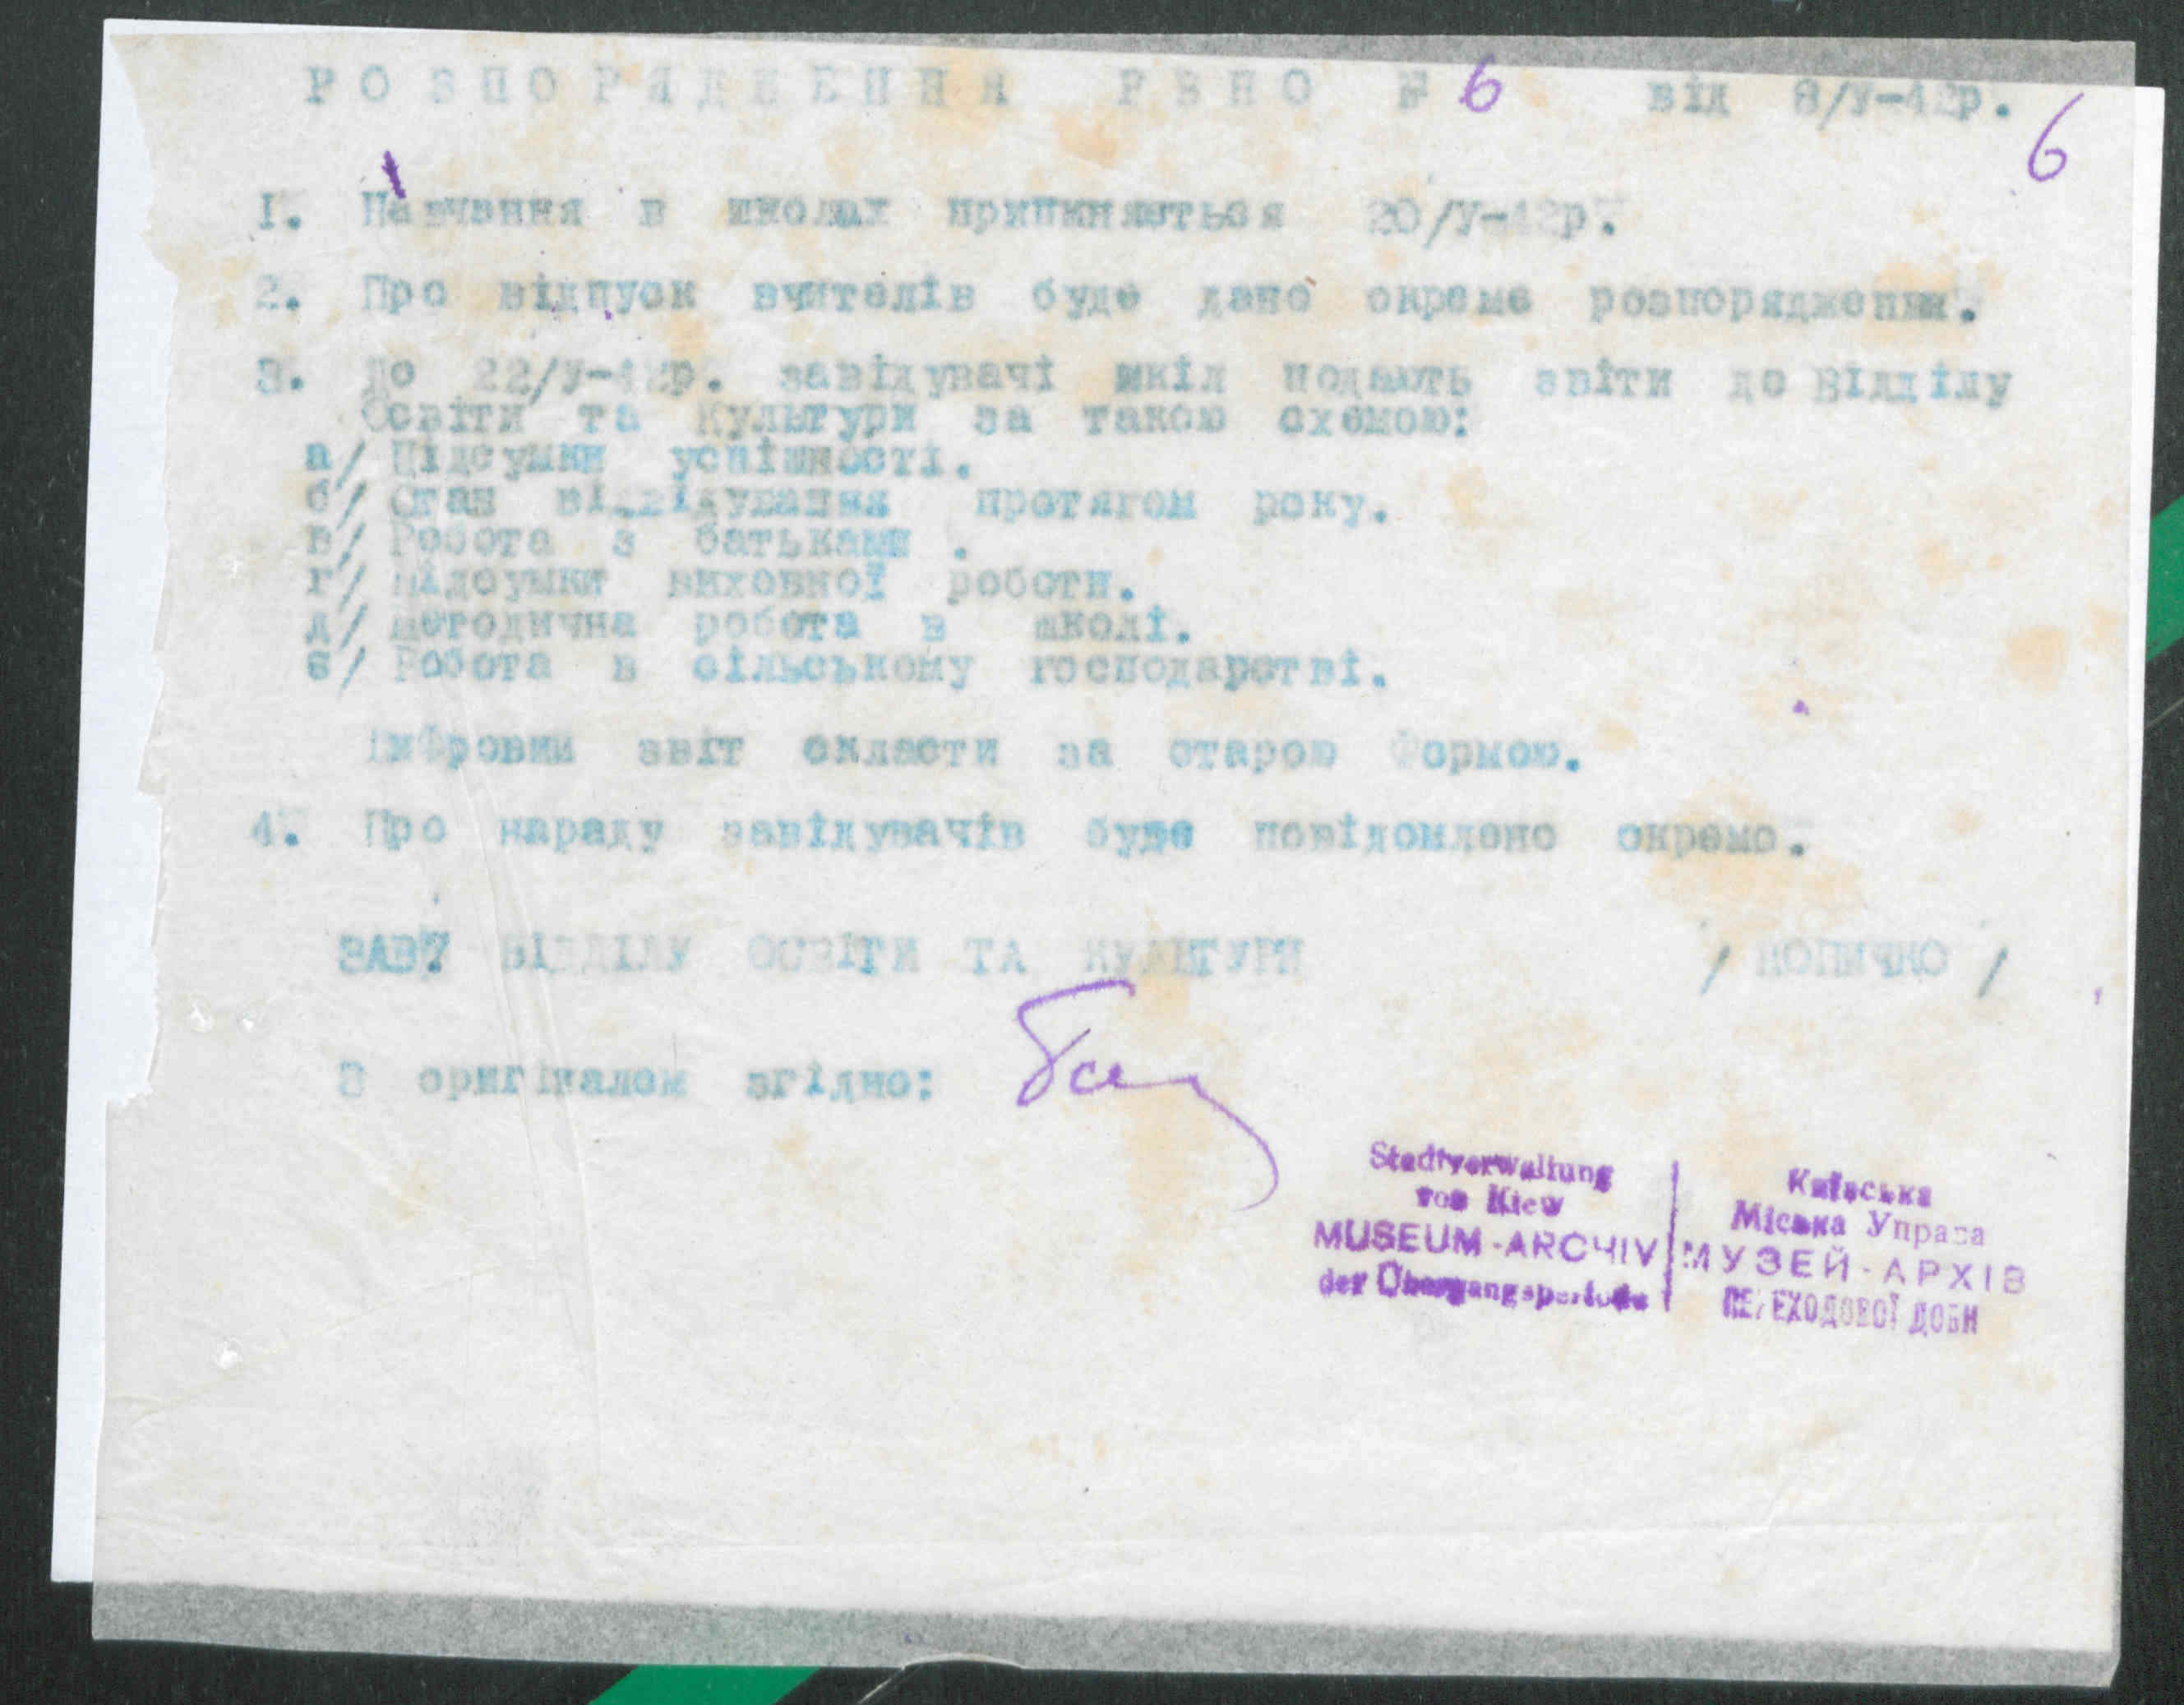 РОЗПОРЯДЖЕННЯ РВНО № 6 від 8/У-42р.
6
1. Навчання в школах припиняється 20/У-42р.
2. Про відпуск вчителів буде дано окреме розпорядження.
3. До 22/У-42р. завідувачі шкіл подають звіти до Відділу
Освіти та Культури за такою схемою:
а/ Підсумки успішності.
б/ Стан відвідування протягом року.
в/ Робота з батьками .
г/ Підсумки виховної роботи.
д/ Методична робота в школі.
е/ Робота в сільському господарстві.
Цифровий звіт скласти за старою Формою.
4. Про нараду завідувачів буде повідомлено окремо.
ЗАВ. ВІДДІЛУ ОСВІТИ ТА КУЛЬТУРИ / КОПИЧКО /
З оригіналом згідно:
Stadtverwaltung
von Kiew
MUSEUM-ARCHIV
der Übergangsperiode
Київська
Міська Управа
МУЗЕЙ-АРХІВ
ПЕРЕХОДОВОЇ ДОБИ